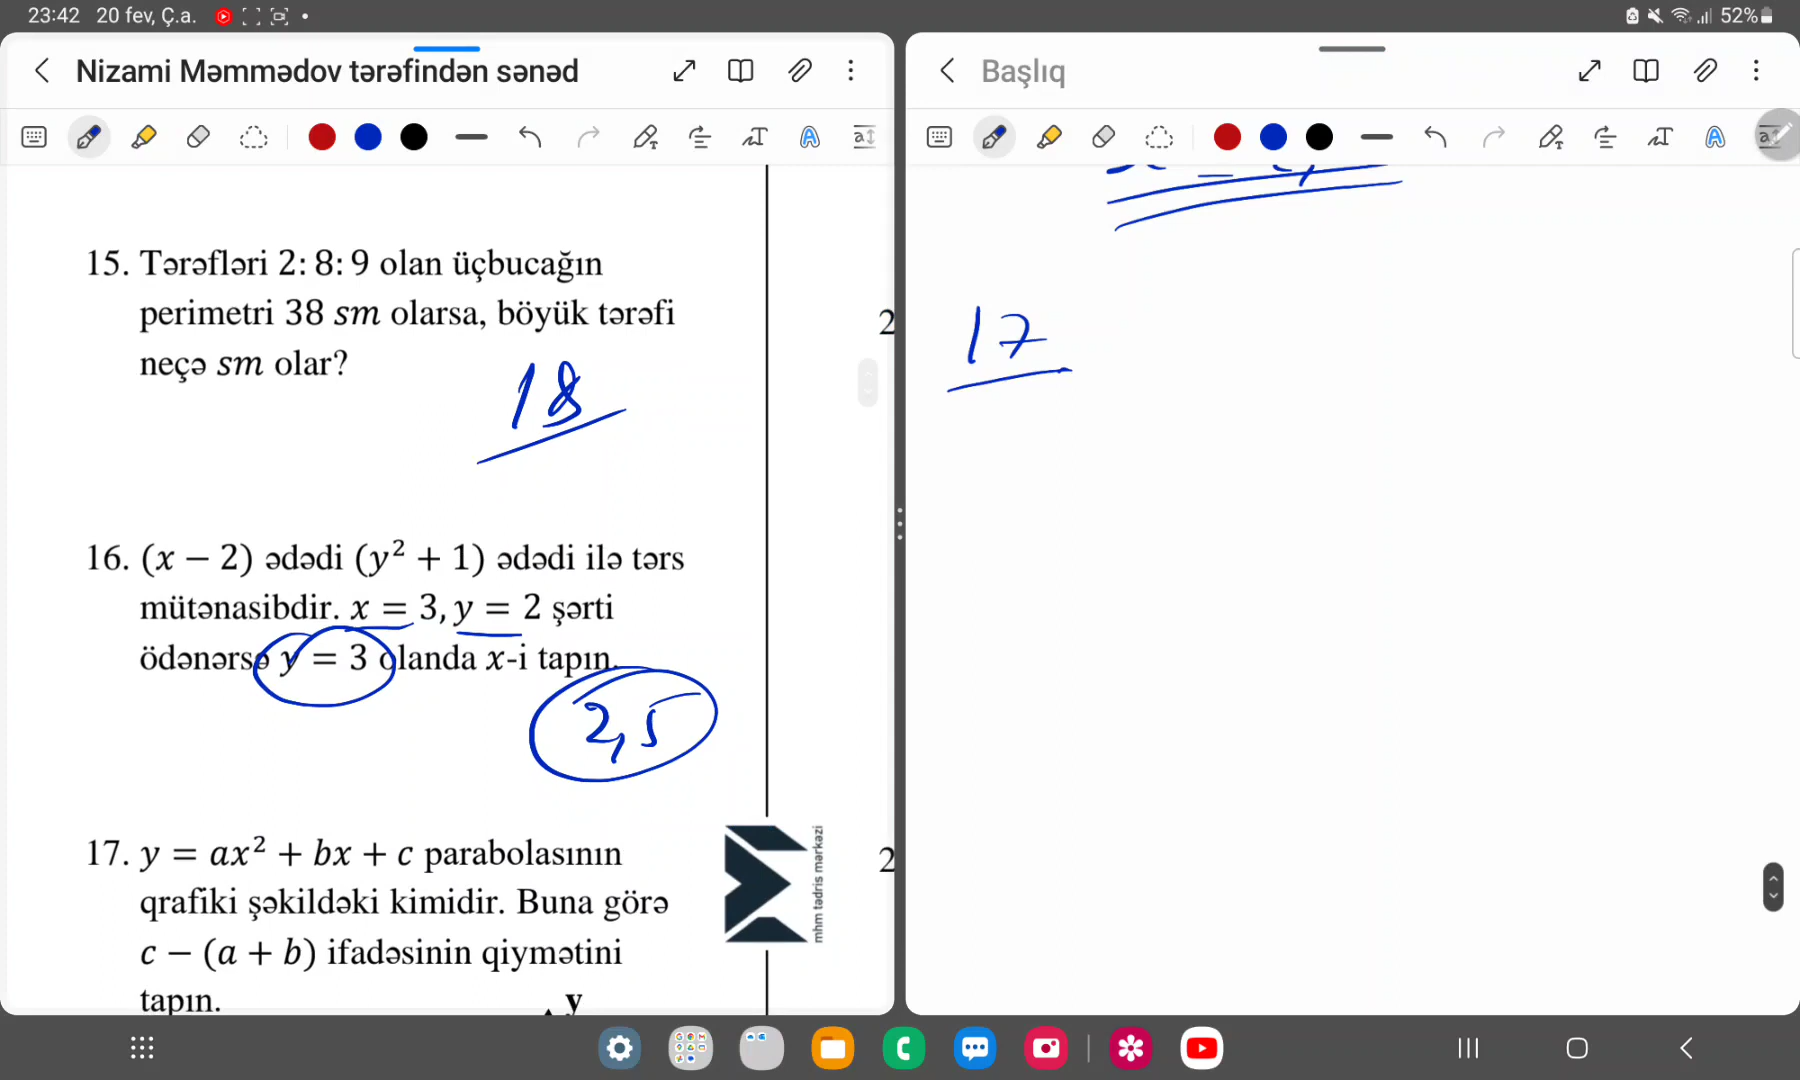 23:42 20 fev, Ç.a.
52%
Nizami Məmmədov tərəfindən sənəd
15. Tərəfləri 2: 8: 9 olan üçbucağın
perimetri 38 sm olarsa, böyük tərəfi
neçə sm olar?
18
16. (x − 2) ədədi (y² + 1) ədədi ilə tərs
mütənasibdir. x = 3, y = 2 şərti
ödənərsə y = 3 olanda x-i tapın.
2,5
17. y = ax² + bx + c parabolasının
qrafiki şəkildəki kimidir. Buna görə
c − (a + b) ifadəsinin qiymətini
tapın.
y
mhm tədris mərkəzi
2
2
Başlıq
17